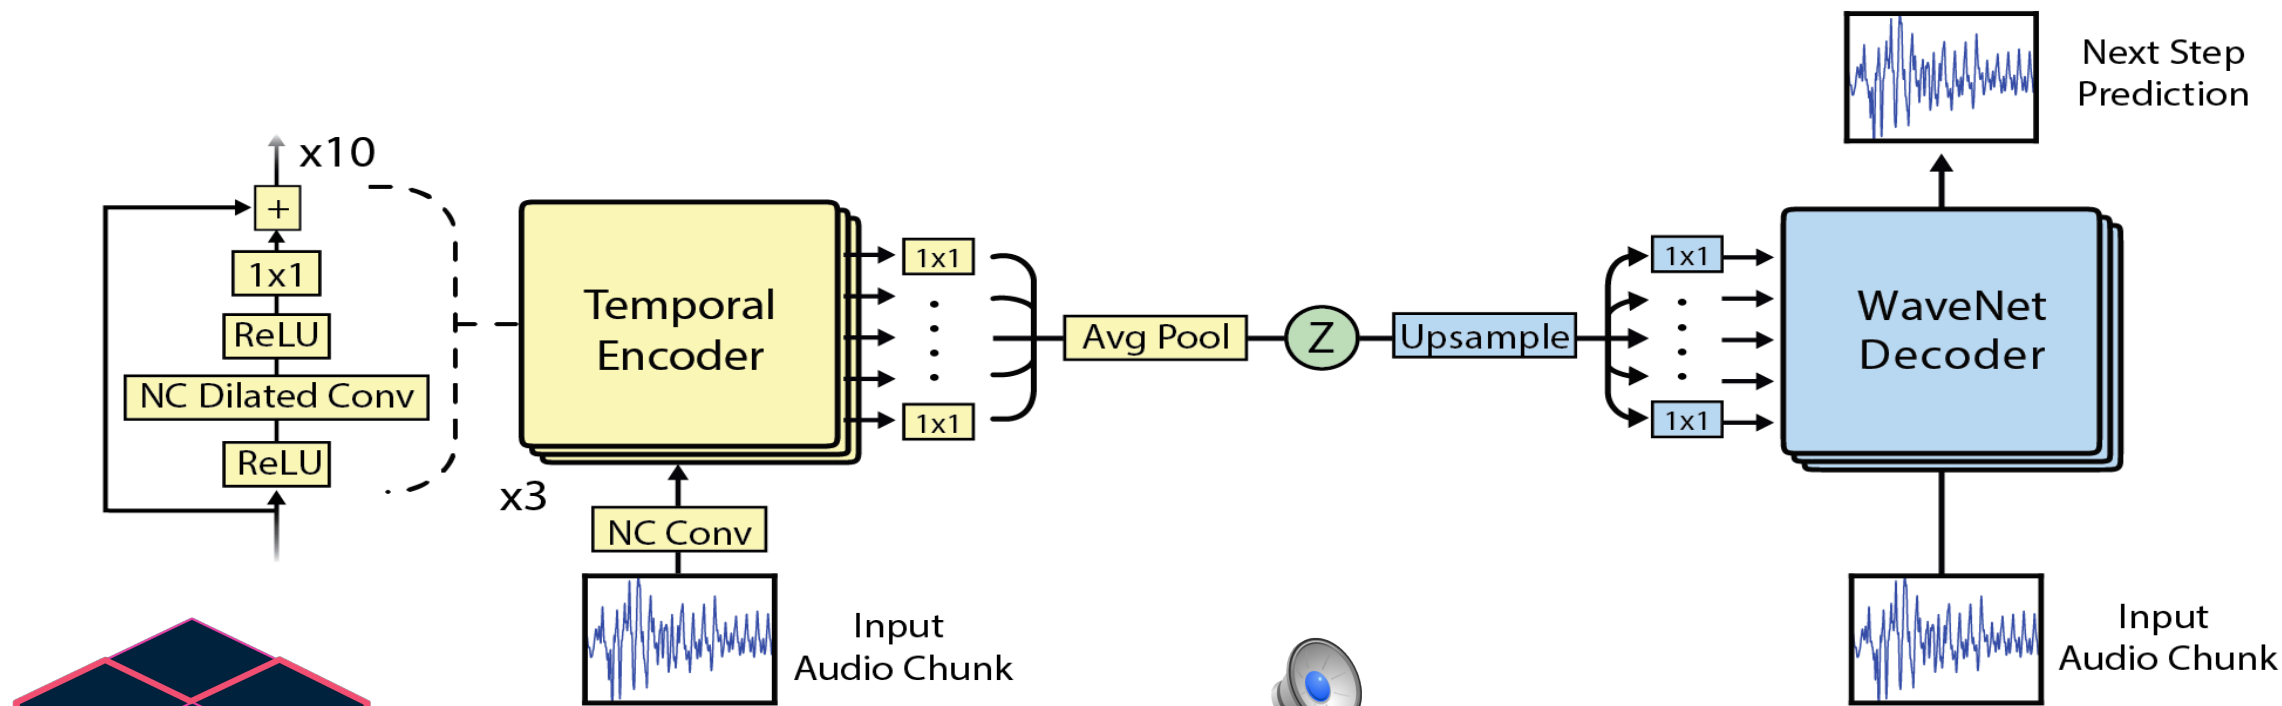 x10
+
1x1
ReLU
NC Dilated Conv
ReLU
Temporal
Encoder
x3
NC Conv
Input
Audio Chunk
1x1
1x1
Avg Pool
Z
Upsample
1x1
1x1
WaveNet
Decoder
Next Step
Prediction
Input
Audio Chunk